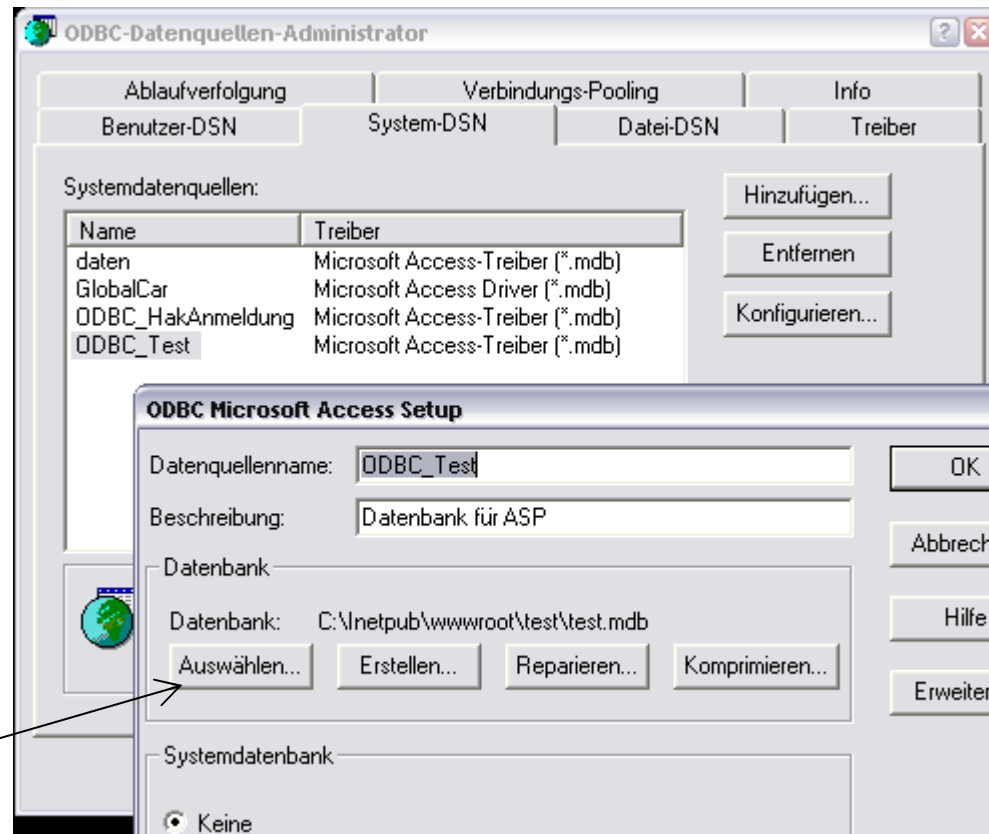 ODBC-Datenquellen-Administrator
Ablaufverfolgung Verbindungs-Pooling Info
Benutzer-DSN System-DSN Datei-DSN Treiber
Systemdatenquellen:
Hinzufügen...
Name Treiber
daten Microsoft Access-Treiber (*.mdb)
Entfernen
GlobalCar Microsoft Access Driver (*.mdb)
ODBC_HakAnmeldung Microsoft Access-Treiber (*.mdb)
Konfigurieren...
ODBC_Test Microsoft Access-Treiber (*.mdb)
ODBC Microsoft Access Setup
Datenquellenname: ODBC_Test
OK
Beschreibung: Datenbank für ASP
Abbrech
Datenbank
Datenbank: C:\Inetpub\wwwroot\test\test.mdb
Hilfe
Auswählen... Erstellen... Reparieren... Komprimieren...
Erweiter
Systemdatenbank
Keine